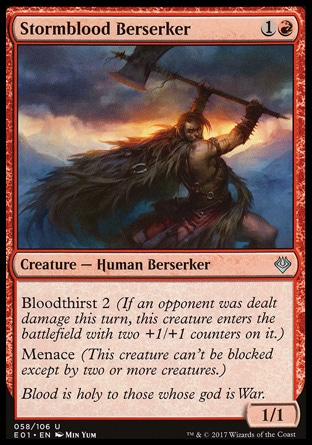 Stormblood Berserker 1
Creature — Human Berserker
Bloodthirst 2 (If an opponent was dealt
damage this turn, this creature enters the
battlefield with two +1/+1 counters on it.)
Menace (This creature can't be blocked
except by two or more creatures.)
Blood is holy to those whose god is War.
1/1
058/106 U
E01 • EN Min Yum
™ & © 2017 Wizards of the Coast